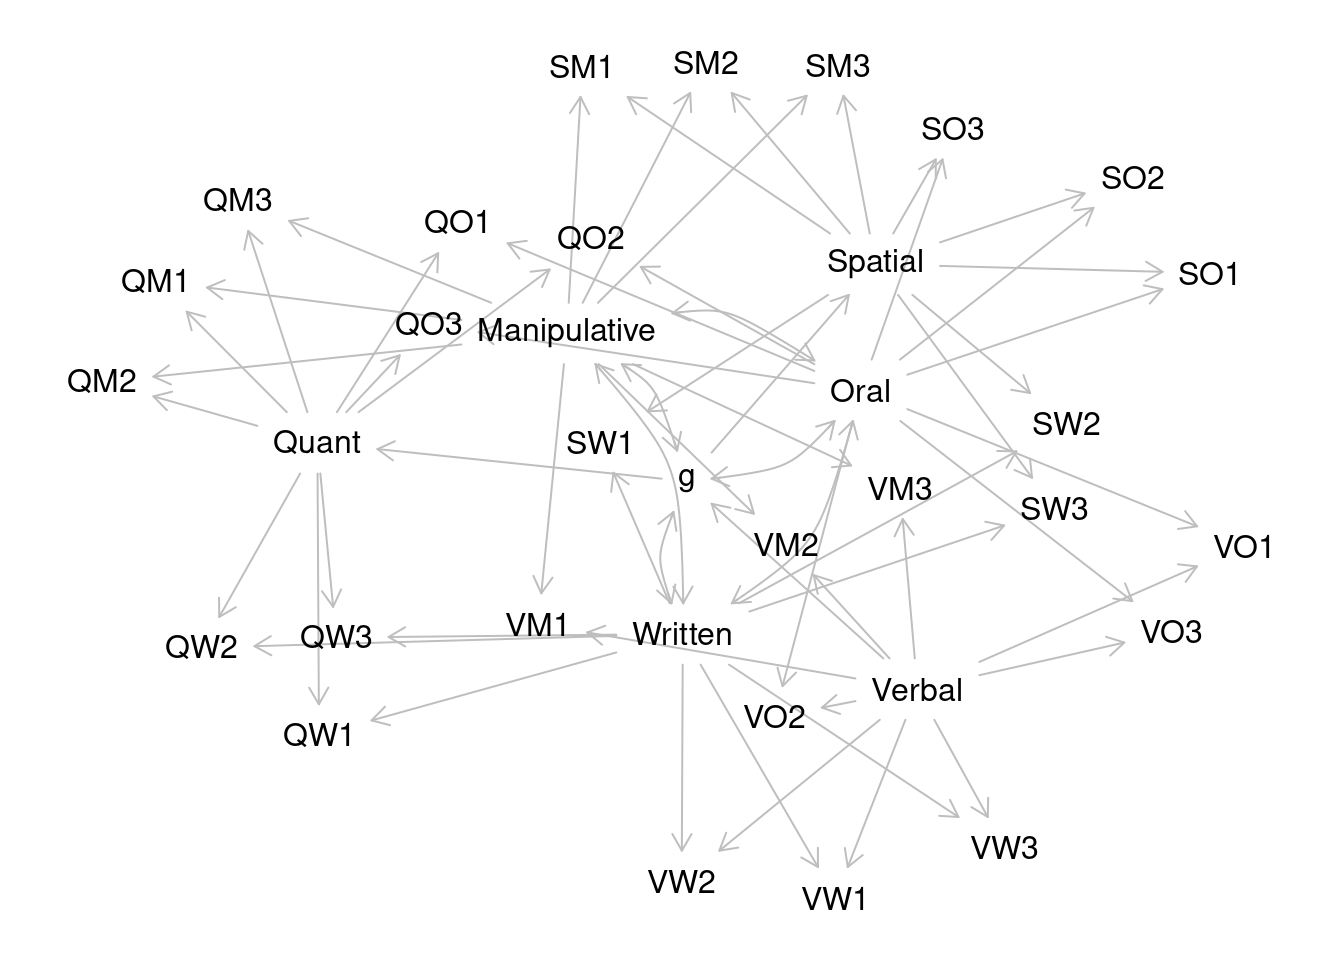 SM1
SM2
SM3
SO3
SO2
QM3
QO1
QO2
Spatial
SO1
QM1
QO3
Manipulative
QM2
Oral
SW2
Quant
SW1
g
VM3
SW3
VM2
VO1
VM1
Written
VO3
QW2
QW3
Verbal
VO2
QW1
VW3
VW2
VW1